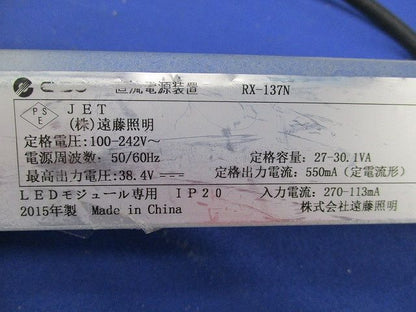 直流電源装置 RX-137N
PS
E
JET
(株)遠藤照明
定格電圧:100-242V～
電源周波数: 50/60Hz 定格容量: 27-30.1VA
最高出力電圧:38.4V⎓ 定格出力電流: 550mA (定電流形)
LEDモジュール専用 IP20 入力電流: 270-113mA
2015年製 Made in China 株式会社遠藤照明